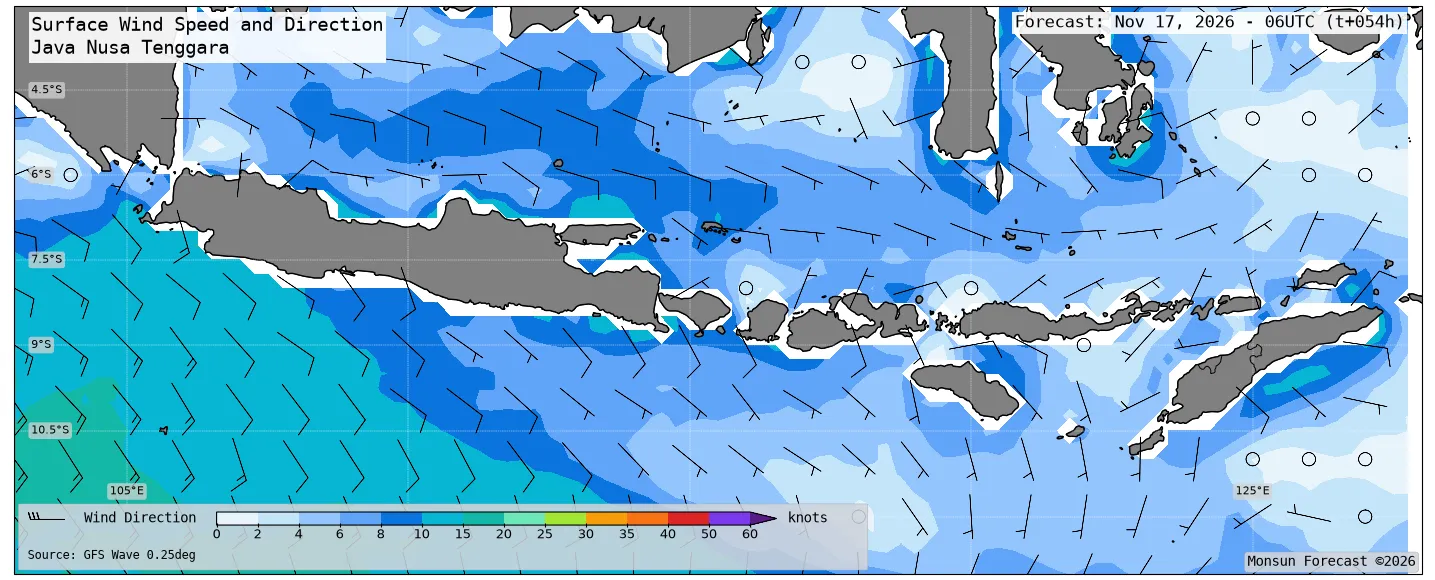 Surface Wind Speed and Direction
Java Nusa Tenggara
Forecast: Nov 17, 2026 - 06UTC (t+054h)
4.5°S
6°S
7.5°S
9°S
10.5°S
105°E
125°E
Wind Direction
0 2 4 6 8 10 15 20 25 30 35 40 50 60
knots
Source: GFS Wave 0.25deg
Monsun Forecast ©2026